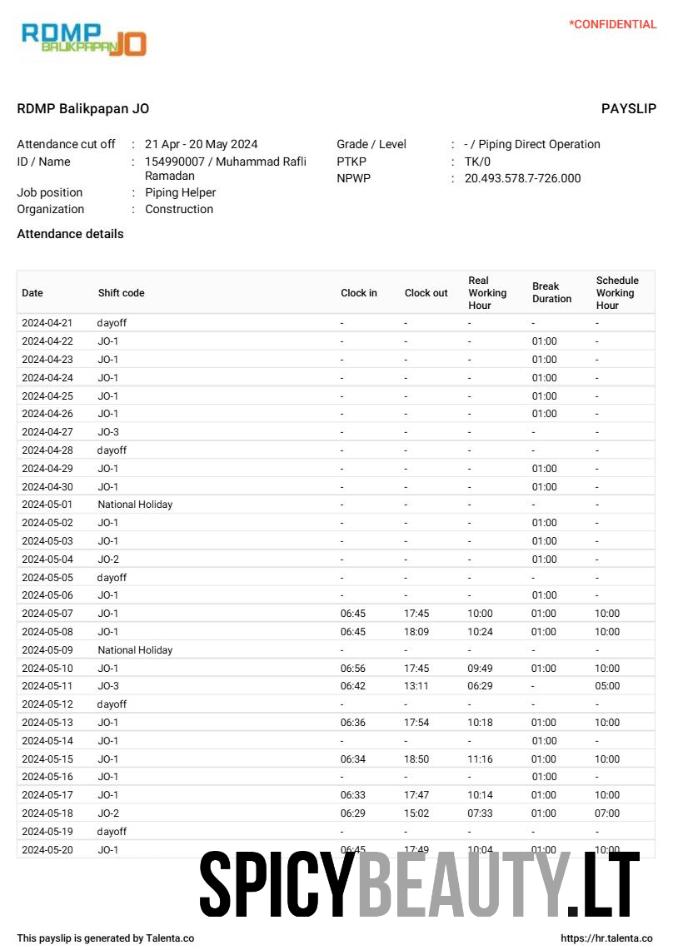 RDMP
BALIKPAPAN JO
*CONFIDENTIAL
RDMP Balikpapan JO PAYSLIP
Attendance cut off : 21 Apr - 20 May 2024 Grade / Level : - / Piping Direct Operation
ID / Name : 154990007 / Muhammad Rafli PTKP : TK/0
Ramadan NPWP : 20.493.578.7-726.000
Job position : Piping Helper
Organization : Construction
Attendance details
Date Shift code Clock in Clock out Real Working Hour Break Duration Schedule Working Hour
2024-04-21 dayoff - - - - -
2024-04-22 JO-1 - - - 01:00 -
2024-04-23 JO-1 - - - 01:00 -
2024-04-24 JO-1 - - - 01:00 -
2024-04-25 JO-1 - - - 01:00 -
2024-04-26 JO-1 - - - 01:00 -
2024-04-27 JO-3 - - - - -
2024-04-28 dayoff - - - - -
2024-04-29 JO-1 - - - 01:00 -
2024-04-30 JO-1 - - - 01:00 -
2024-05-01 National Holiday - - - - -
2024-05-02 JO-1 - - - 01:00 -
2024-05-03 JO-1 - - - 01:00 -
2024-05-04 JO-2 - - - 01:00 -
2024-05-05 dayoff - - - - -
2024-05-06 JO-1 - - - 01:00 -
2024-05-07 JO-1 06:45 17:45 10:00 01:00 10:00
2024-05-08 JO-1 06:45 18:09 10:24 01:00 10:00
2024-05-09 National Holiday - - - - -
2024-05-10 JO-1 06:56 17:45 09:49 01:00 10:00
2024-05-11 JO-3 06:42 13:11 06:29 - 05:00
2024-05-12 dayoff - - - - -
2024-05-13 JO-1 06:36 17:54 10:18 01:00 10:00
2024-05-14 JO-1 - - - 01:00 -
2024-05-15 JO-1 06:34 18:50 11:16 01:00 10:00
2024-05-16 JO-1 - - - 01:00 -
2024-05-17 JO-1 06:33 17:47 10:14 01:00 10:00
2024-05-18 JO-2 06:29 15:02 07:33 01:00 07:00
2024-05-19 dayoff - - - - -
2024-05-20 JO-1 06:45 17:49 10:04 01:00 10:00
SPICYBEAUTY.LT
This payslip is generated by Talenta.co https://hr.talenta.co